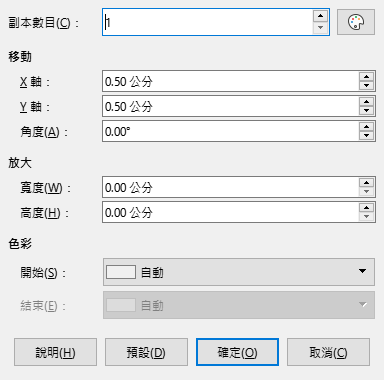 副本數目(C)： 1
移動
X 軸： 0.50 公分
Y 軸： 0.50 公分
角度(A)： 0.00°
放大
寬度(W)： 0.00 公分
高度(H)： 0.00 公分
色彩
開始(S)： 自動
結束(E)： 自動
說明(H) 預設(D) 確定(O) 取消(C)